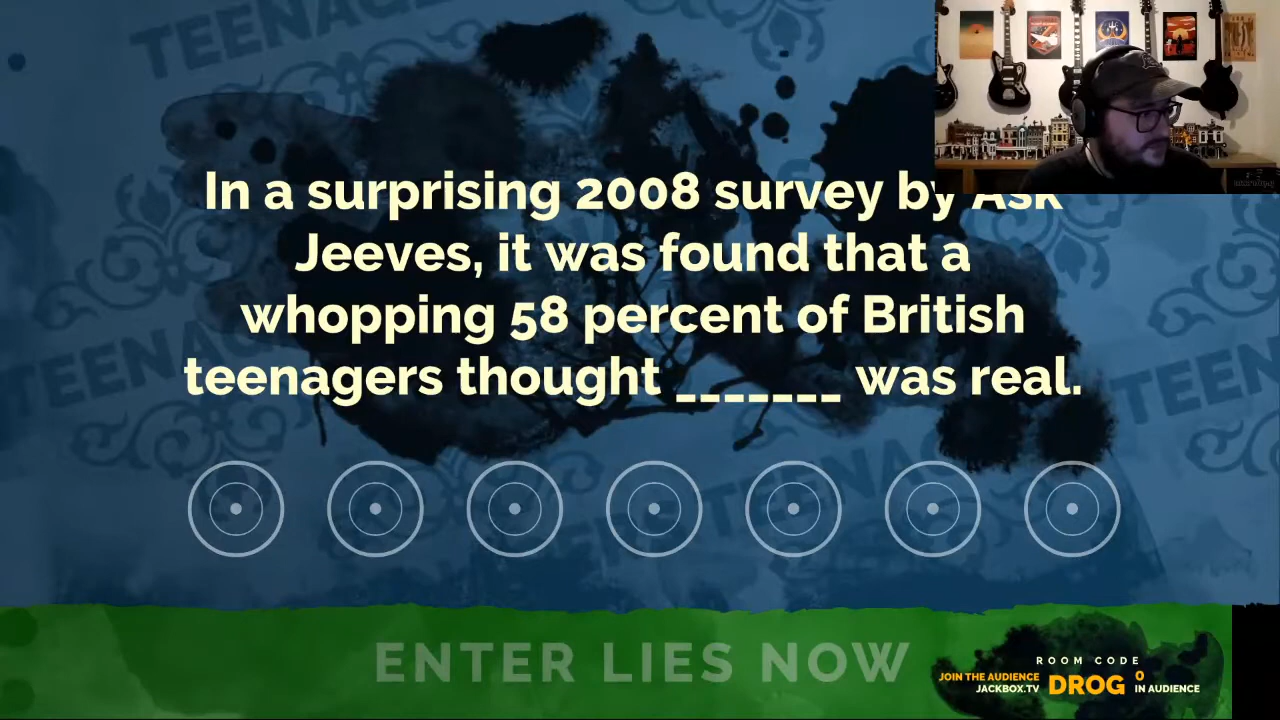 TEENAGE
In a surprising 2008 survey by Ask
Jeeves, it was found that a
whopping 58 percent of British
teenagers thought _______ was real.
ENTER LIES NOW
ROOM CODE
JOIN THE AUDIENCE
JACKBOX.TV
DROG
0
IN AUDIENCE